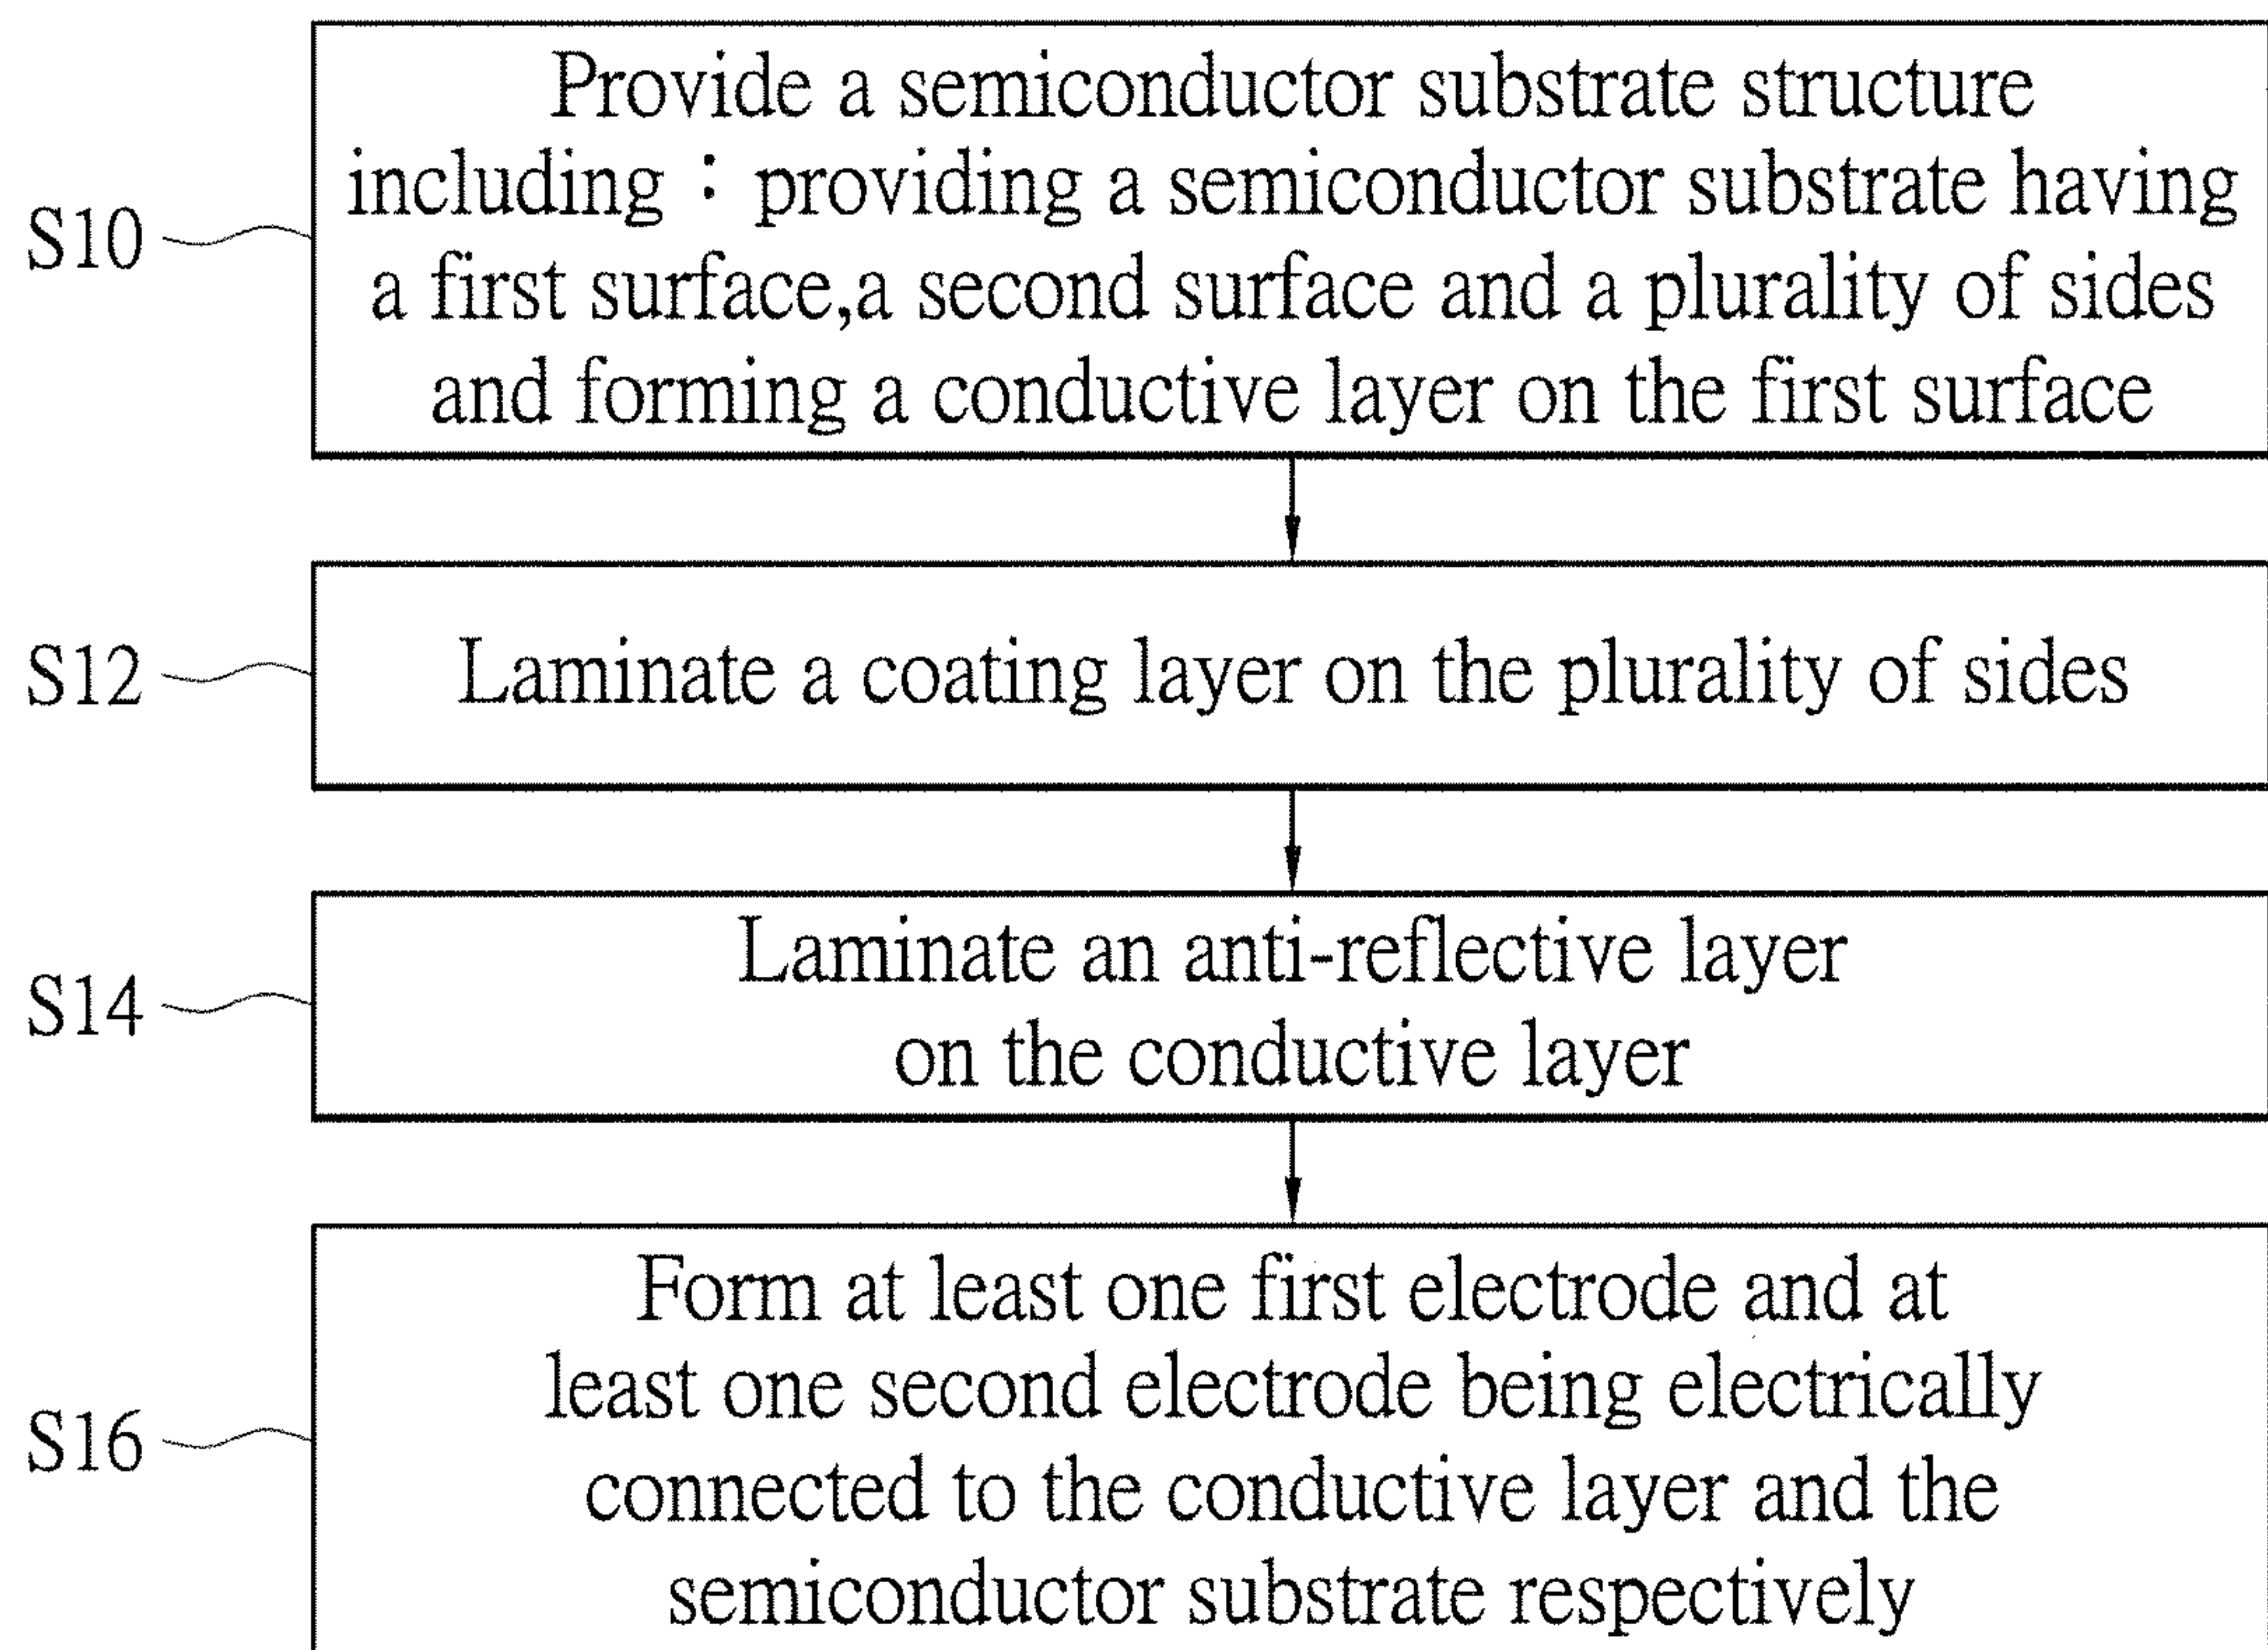 Provide a semiconductor substrate structure
including：providing a semiconductor substrate having
S10
a first surface,a second surface and a plurality of sides
and forming a conductive layer on the first surface
S12
Laminate a coating layer on the plurality of sides
Laminate an anti-reflective layer
S14
on the conductive layer
Form at least one first electrode and at
least one second electrode being electrically
S16
connected to the conductive layer and the
semiconductor substrate respectively